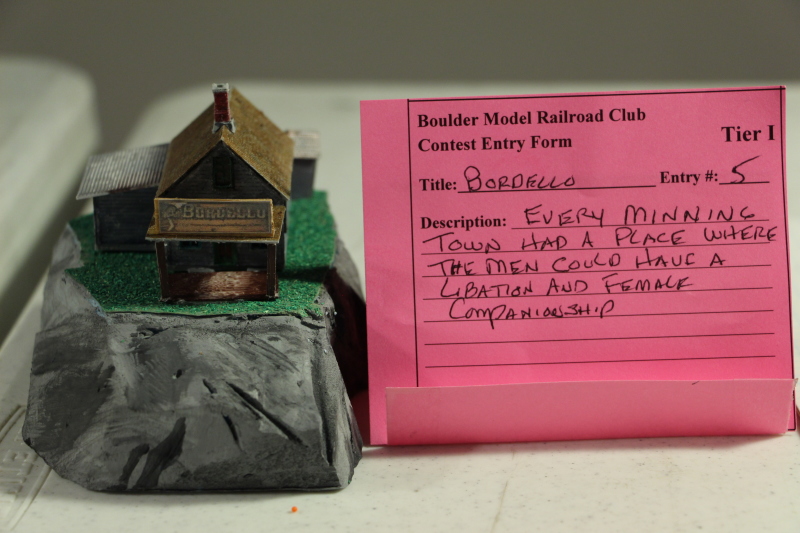 Boulder Model Railroad Club
Contest Entry Form
Tier I
Title: BORDELLO Entry #: 5
Description: EVERY MINNING
TOWN HAD A PLACE WHERE
THE MEN COULD HAVE A
LIBATION AND FEMALE
COMPANIONSHIP
BORDELLO